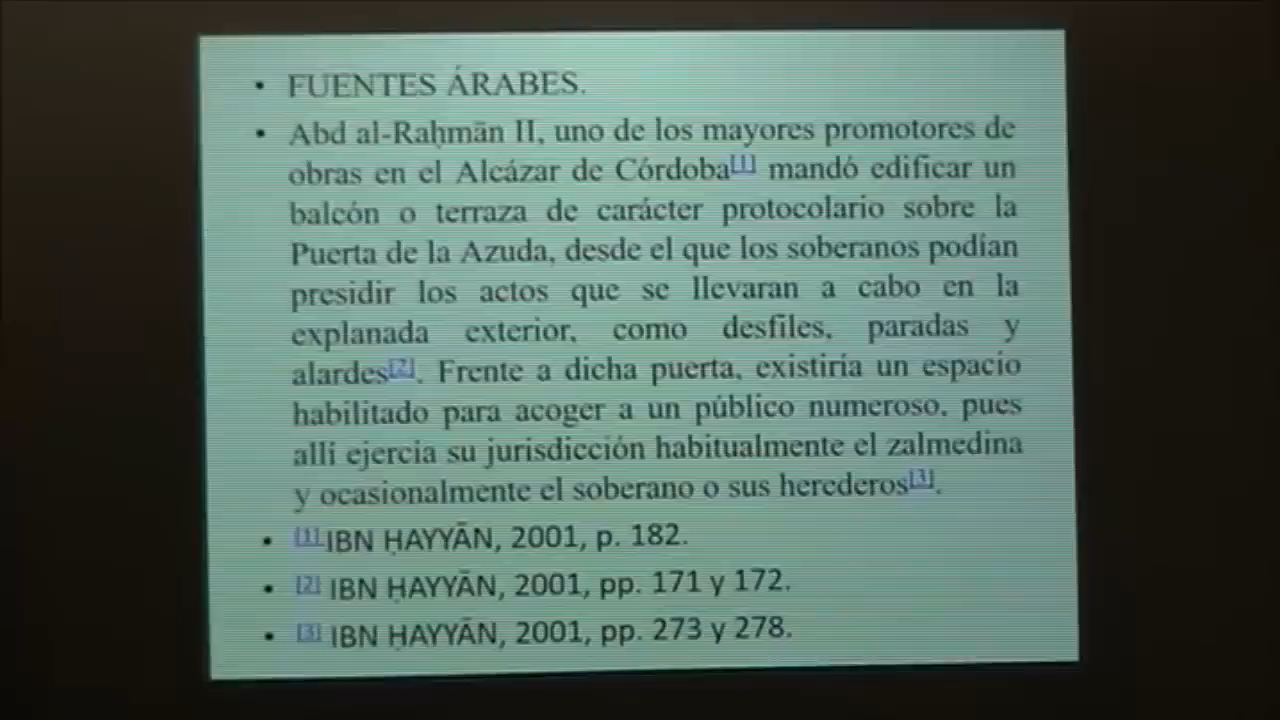 • FUENTES ÁRABES.
• Abd al-Raḥmān II, uno de los mayores promotores de
obras en el Alcázar de Córdoba[1] mandó edificar un
balcón o terraza de carácter protocolario sobre la
Puerta de la Azuda, desde el que los soberanos podían
presidir los actos que se llevaran a cabo en la
explanada exterior, como desfiles, paradas y
alardes[2]. Frente a dicha puerta, existiría un espacio
habilitado para acoger a un público numeroso, pues
allí ejercía su jurisdicción habitualmente el zalmedina
y ocasionalmente el soberano o sus herederos[3].
• [1] IBN ḤAYYĀN, 2001, p. 182.
• [2] IBN ḤAYYĀN, 2001, pp. 171 y 172.
• [3] IBN ḤAYYĀN, 2001, pp. 273 y 278.